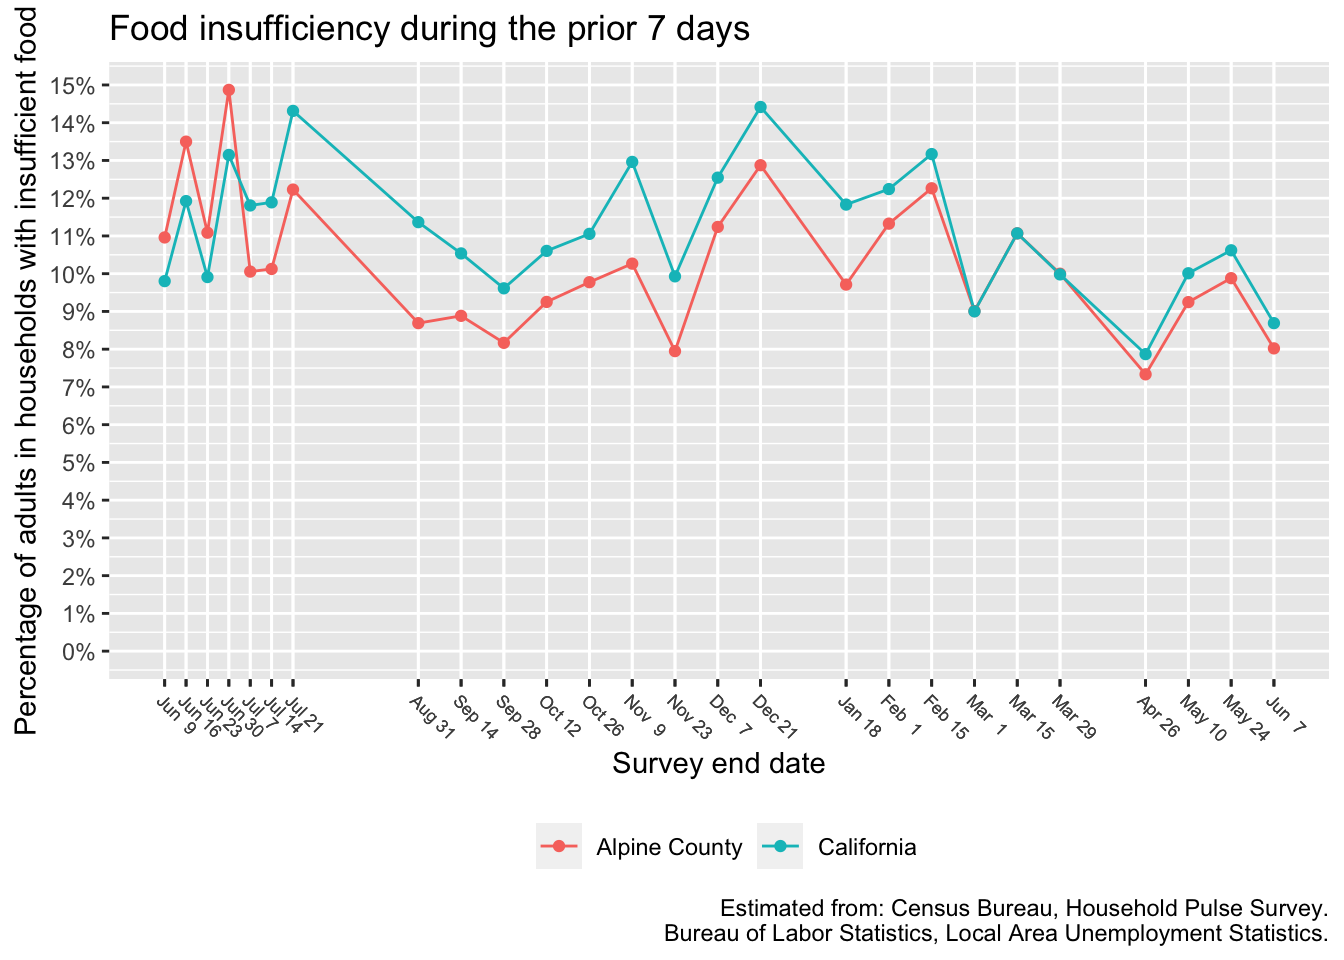 Food insufficiency during the prior 7 days
Percentage of adults in households with insufficient food
15%
14%
13%
12%
11%
10%
9%
8%
7%
6%
5%
4%
3%
2%
1%
0%
Jun 9
Jun 16
Jun 23
Jun 30
Jul 7
Jul 14
Jul 21
Aug 31
Sep 14
Sep 28
Oct 12
Oct 26
Nov 9
Nov 23
Dec 7
Dec 21
Jan 18
Feb 1
Feb 15
Mar 1
Mar 15
Mar 29
Apr 26
May 10
May 24
Jun 7
Survey end date
Alpine County
California
Estimated from: Census Bureau, Household Pulse Survey.
Bureau of Labor Statistics, Local Area Unemployment Statistics.